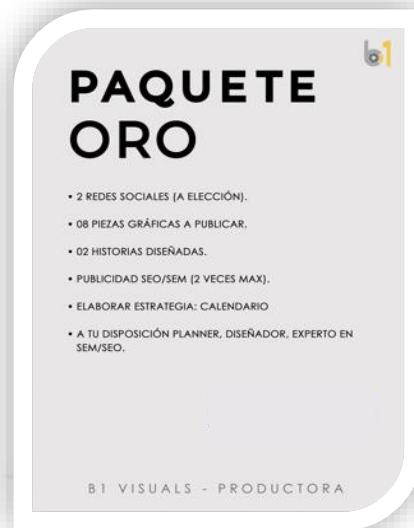 b1
PAQUETE
ORO
• 2 REDES SOCIALES (A ELECCIÓN).
• 08 PIEZAS GRÁFICAS A PUBLICAR.
• 02 HISTORIAS DISEÑADAS.
• PUBLICIDAD SEO/SEM (2 VECES MAX).
• ELABORAR ESTRATEGIA: CALENDARIO
• A TU DISPOSICIÓN PLANNER, DISEÑADOR, EXPERTO EN
SEM/SEO.
B1 VISUALS - PRODUCTORA